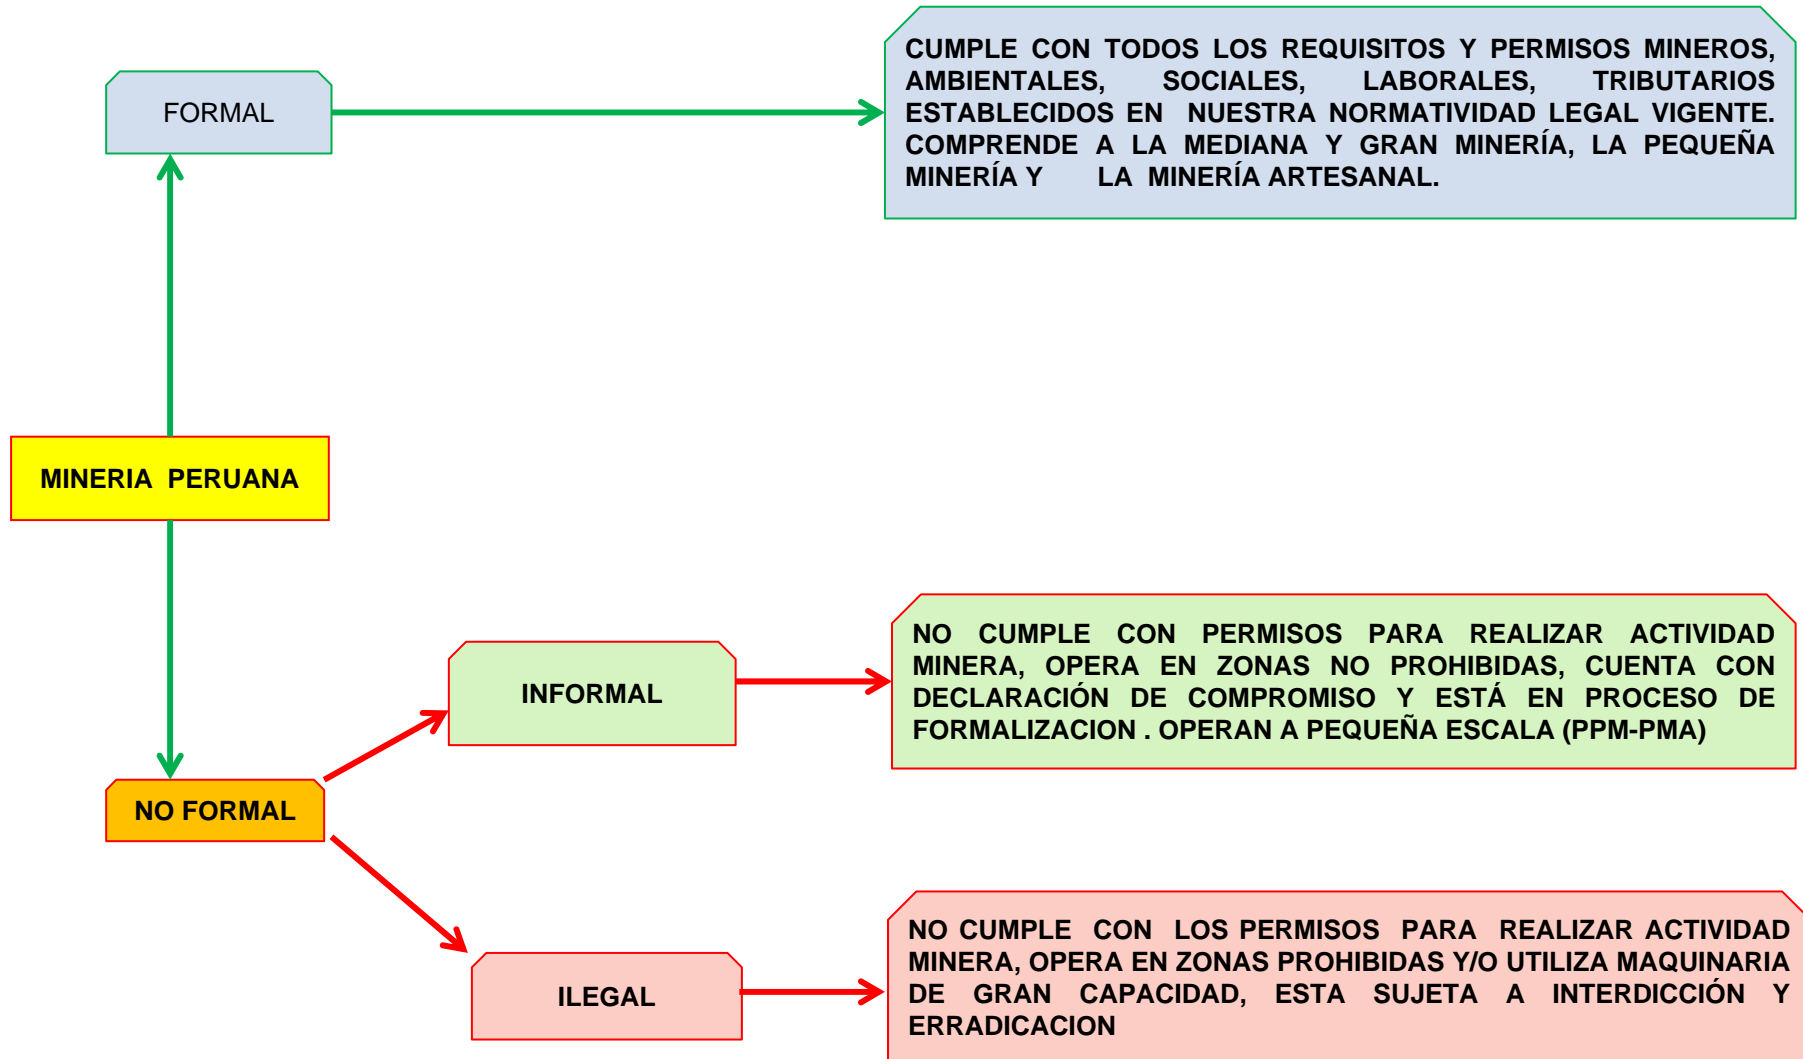 FORMAL
CUMPLE CON TODOS LOS REQUISITOS Y PERMISOS MINEROS,
AMBIENTALES, SOCIALES, LABORALES, TRIBUTARIOS
ESTABLECIDOS EN NUESTRA NORMATIVIDAD LEGAL VIGENTE.
COMPRENDE A LA MEDIANA Y GRAN MINERÍA, LA PEQUEÑA
MINERÍA Y LA MINERÍA ARTESANAL.
MINERIA PERUANA
NO FORMAL
INFORMAL
NO CUMPLE CON PERMISOS PARA REALIZAR ACTIVIDAD
MINERA, OPERA EN ZONAS NO PROHIBIDAS, CUENTA CON
DECLARACIÓN DE COMPROMISO Y ESTÁ EN PROCESO DE
FORMALIZACION . OPERAN A PEQUEÑA ESCALA (PPM-PMA)
ILEGAL
NO CUMPLE CON LOS PERMISOS PARA REALIZAR ACTIVIDAD
MINERA, OPERA EN ZONAS PROHIBIDAS Y/O UTILIZA MAQUINARIA
DE GRAN CAPACIDAD, ESTA SUJETA A INTERDICCIÓN Y
ERRADICACION